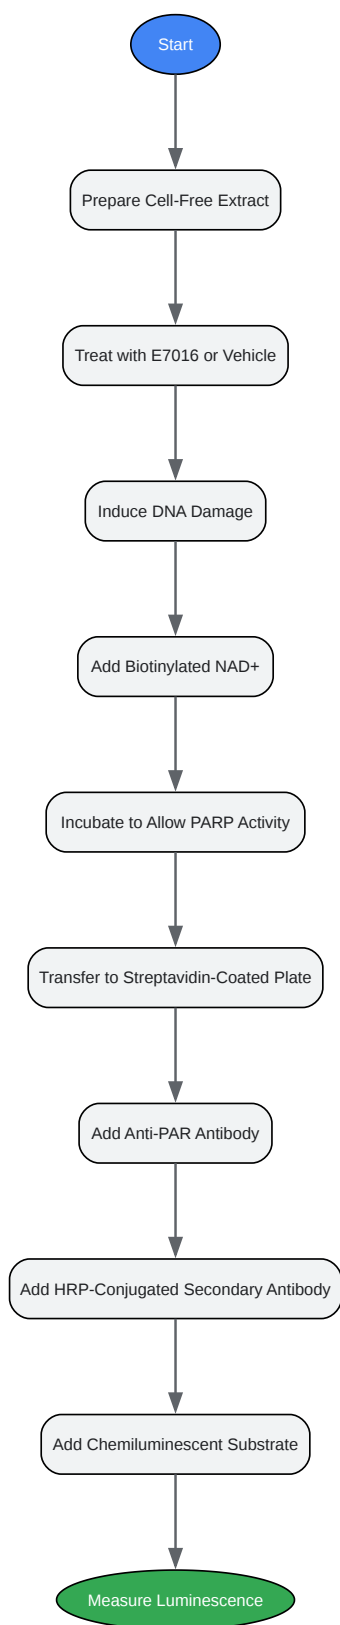 Start
Prepare Cell-Free Extract
Treat with E7016 or Vehicle
Induce DNA Damage
Add Biotinylated NAD+
Incubate to Allow PARP Activity
Transfer to Streptavidin-Coated Plate
Add Anti-PAR Antibody
Add HRP-Conjugated Secondary Antibody
Add Chemiluminescent Substrate
Measure Luminescence